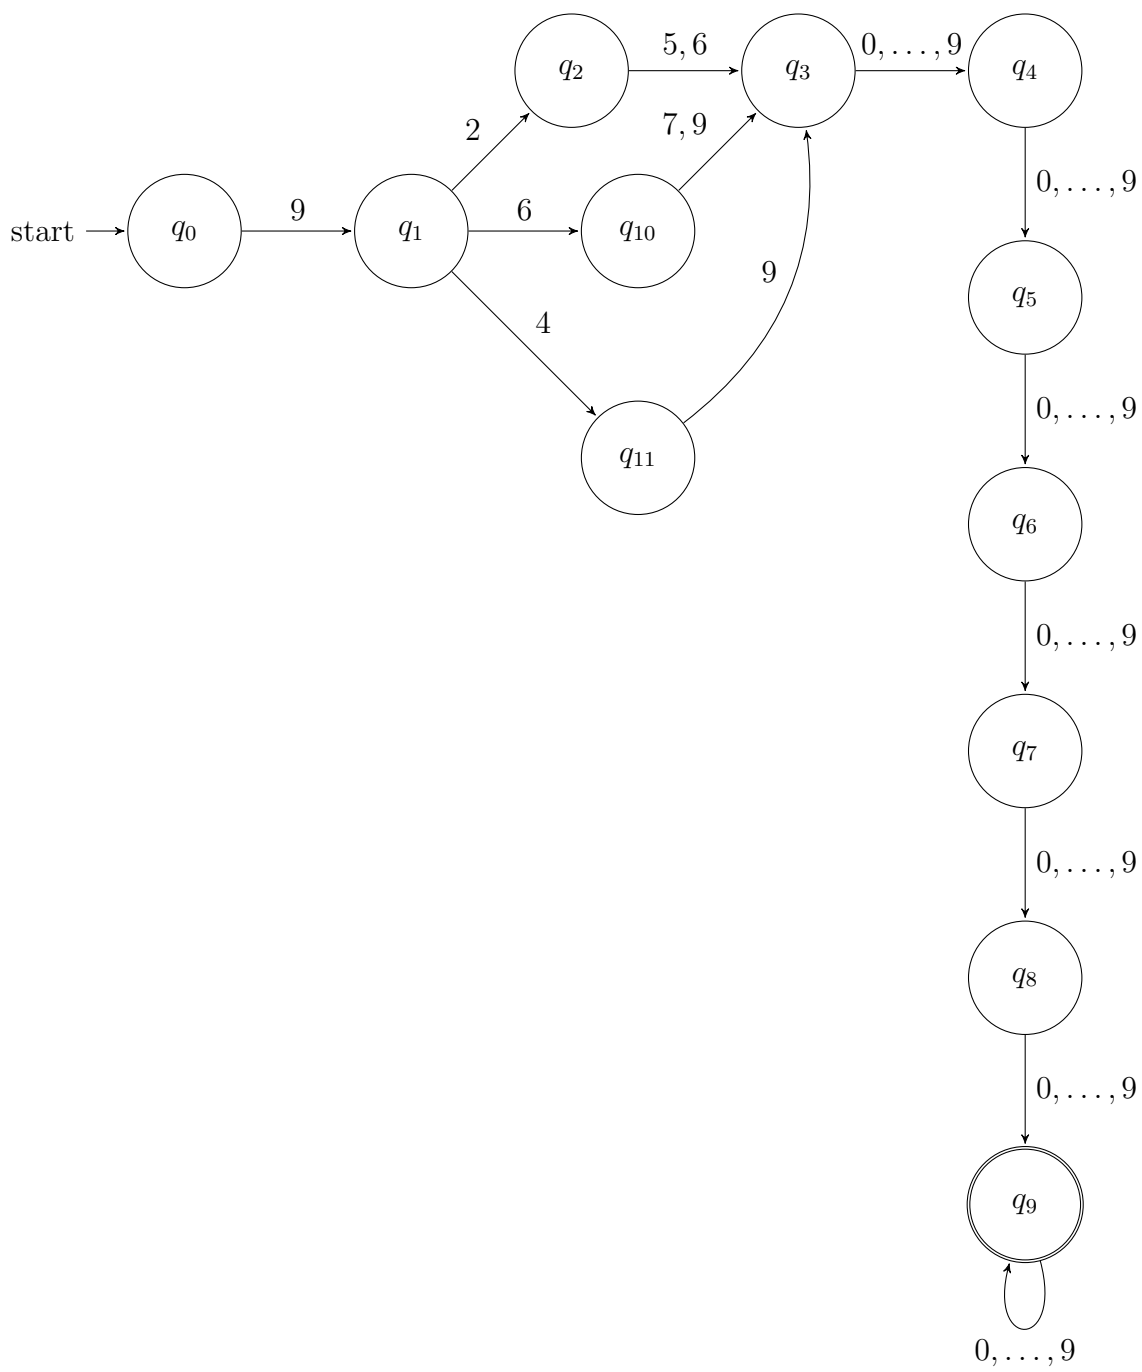 5, 6
0, . . . , 9
q2
q3
q4
2
7, 9
0, . . . , 9
start
q0
9
q1
6
q10
9
q5
4
0, . . . , 9
q11
q6
0, . . . , 9
q7
0, . . . , 9
q8
0, . . . , 9
q9
0, . . . , 9